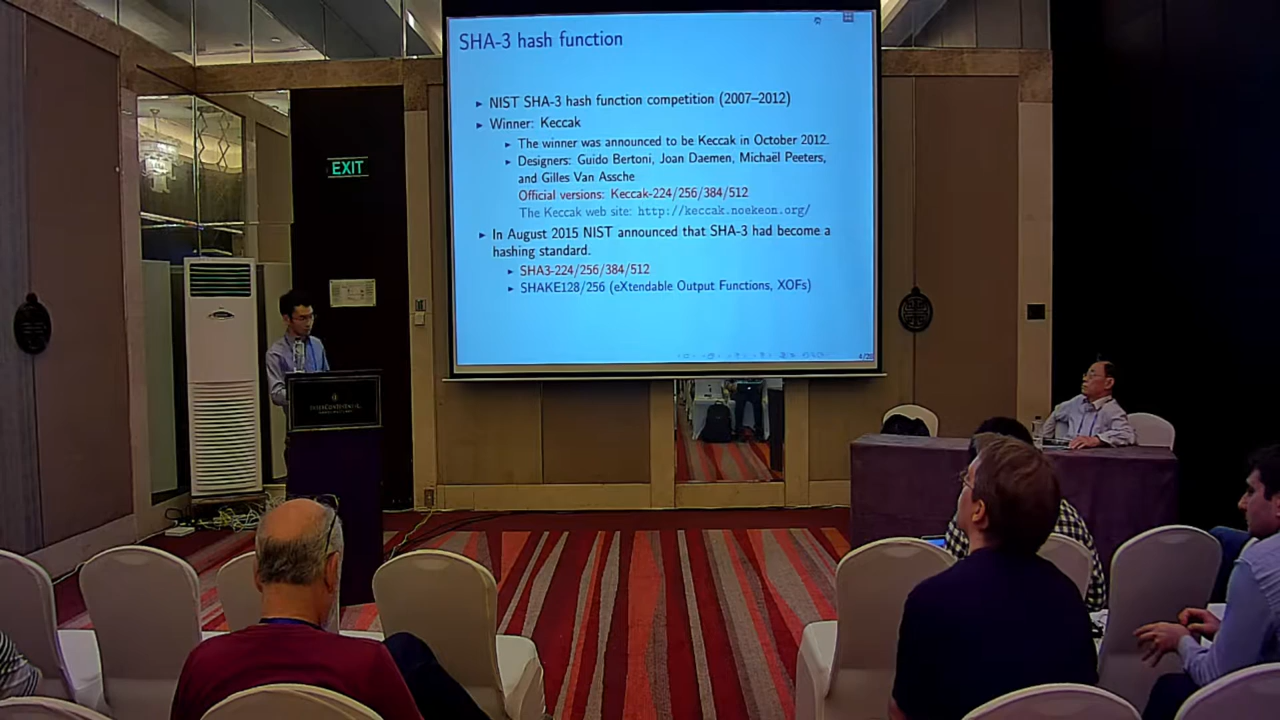 SHA-3 hash function
► NIST SHA-3 hash function competition (2007–2012)
► Winner: Keccak
► The winner was announced to be Keccak in October 2012.
► Designers: Guido Bertoni, Joan Daemen, Michaël Peeters,
and Gilles Van Assche
Official versions: Keccak-224/256/384/512
The Keccak web site: http://keccak.noekeon.org/
► In August 2015 NIST announced that SHA-3 had become a
hashing standard.
► SHA3-224/256/384/512
► SHAKE128/256 (eXtendable Output Functions, XOFs)
EXIT
INTERCONTINENTAL